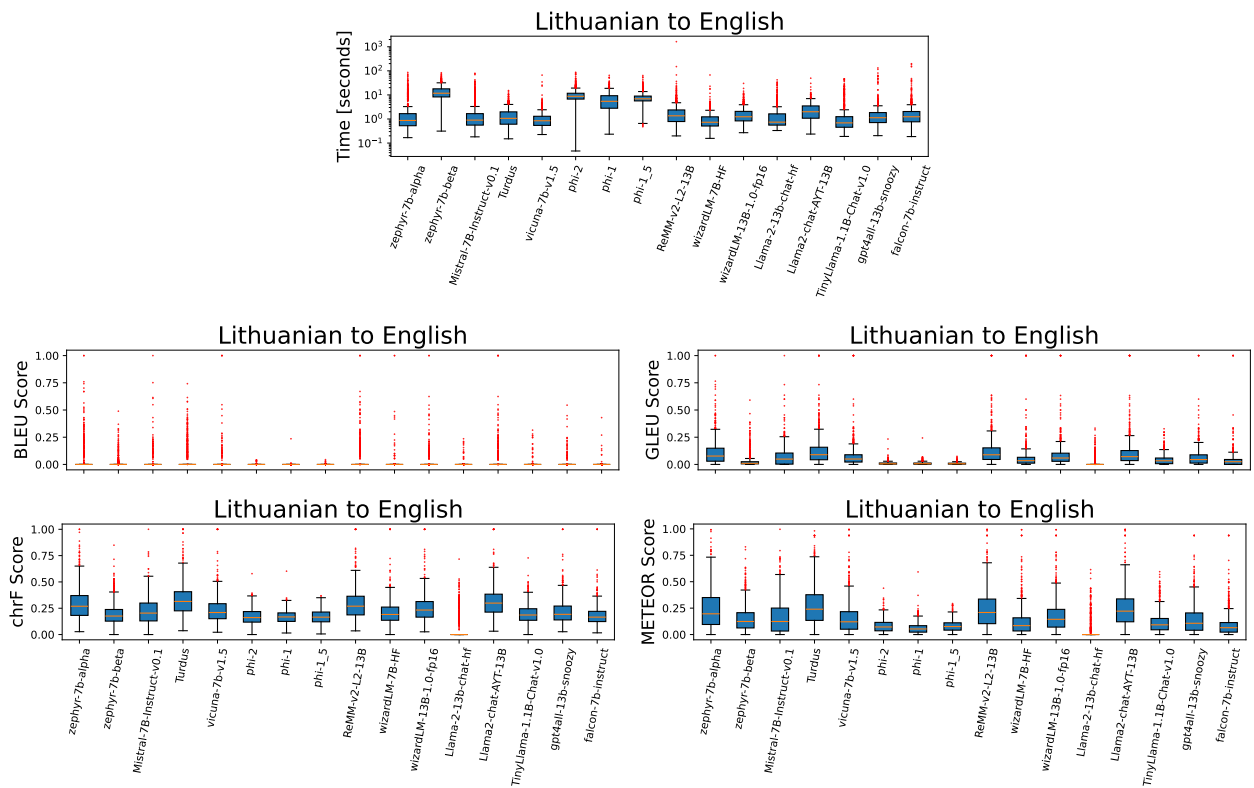 Lithuanian to English
Time [seconds]
10³
10²
10¹
10⁰
10⁻¹
zephyr-7b-alpha
zephyr-7b-beta
Mistral-7B-Instruct-v0.1
Turdus
vicuna-7b-v1.5
phi-2
phi-1
phi-1_5
ReMM-v2-L2-13B
wizardLM-7B-HF
wizardLM-13B-1.0-fp16
Llama-2-13b-chat-hf
Llama2-chat-AYT-13B
TinyLlama-1.1B-Chat-v1.0
gpt4all-13b-snoozy
falcon-7b-instruct
Lithuanian to English
BLEU Score
1.00
0.75
0.50
0.25
0.00
Lithuanian to English
GLEU Score
1.00
0.75
0.50
0.25
0.00
Lithuanian to English
chrF Score
1.00
0.75
0.50
0.25
0.00
zephyr-7b-alpha
zephyr-7b-beta
Mistral-7B-Instruct-v0.1
Turdus
vicuna-7b-v1.5
phi-2
phi-1
phi-1_5
ReMM-v2-L2-13B
wizardLM-7B-HF
wizardLM-13B-1.0-fp16
Llama-2-13b-chat-hf
Llama2-chat-AYT-13B
TinyLlama-1.1B-Chat-v1.0
gpt4all-13b-snoozy
falcon-7b-instruct
Lithuanian to English
METEOR Score
1.00
0.75
0.50
0.25
0.00
zephyr-7b-alpha
zephyr-7b-beta
Mistral-7B-Instruct-v0.1
Turdus
vicuna-7b-v1.5
phi-2
phi-1
phi-1_5
ReMM-v2-L2-13B
wizardLM-7B-HF
wizardLM-13B-1.0-fp16
Llama-2-13b-chat-hf
Llama2-chat-AYT-13B
TinyLlama-1.1B-Chat-v1.0
gpt4all-13b-snoozy
falcon-7b-instruct